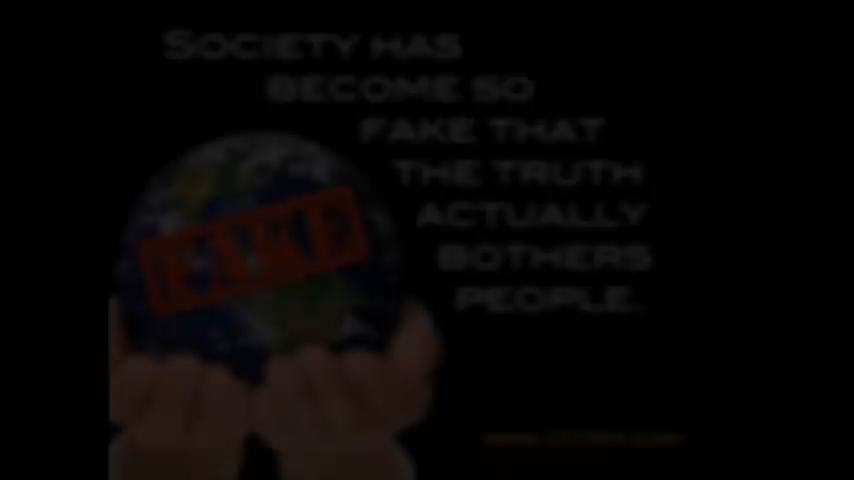 SOCIETY HAS
BECOME SO
FAKE THAT
THE TRUTH
ACTUALLY
BOTHERS
PEOPLE.